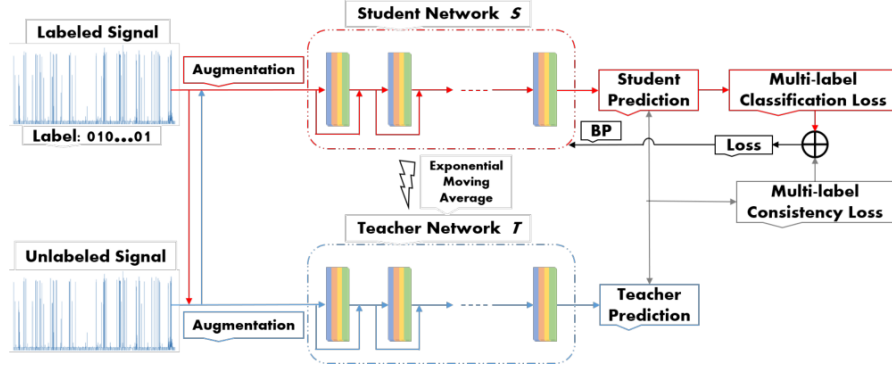 Labeled Signal
Label: 010...01
Augmentation
Student Network S
Student
Prediction
Multi-label
Classification Loss
BP
Loss
Exponential
Moving
Average
Multi-label
Consistency Loss
Unlabeled Signal
Augmentation
Teacher Network T
Teacher
Prediction